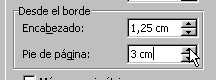 Desde el borde
Encabezado: 1,25 cm
Pie de página: 3 cm